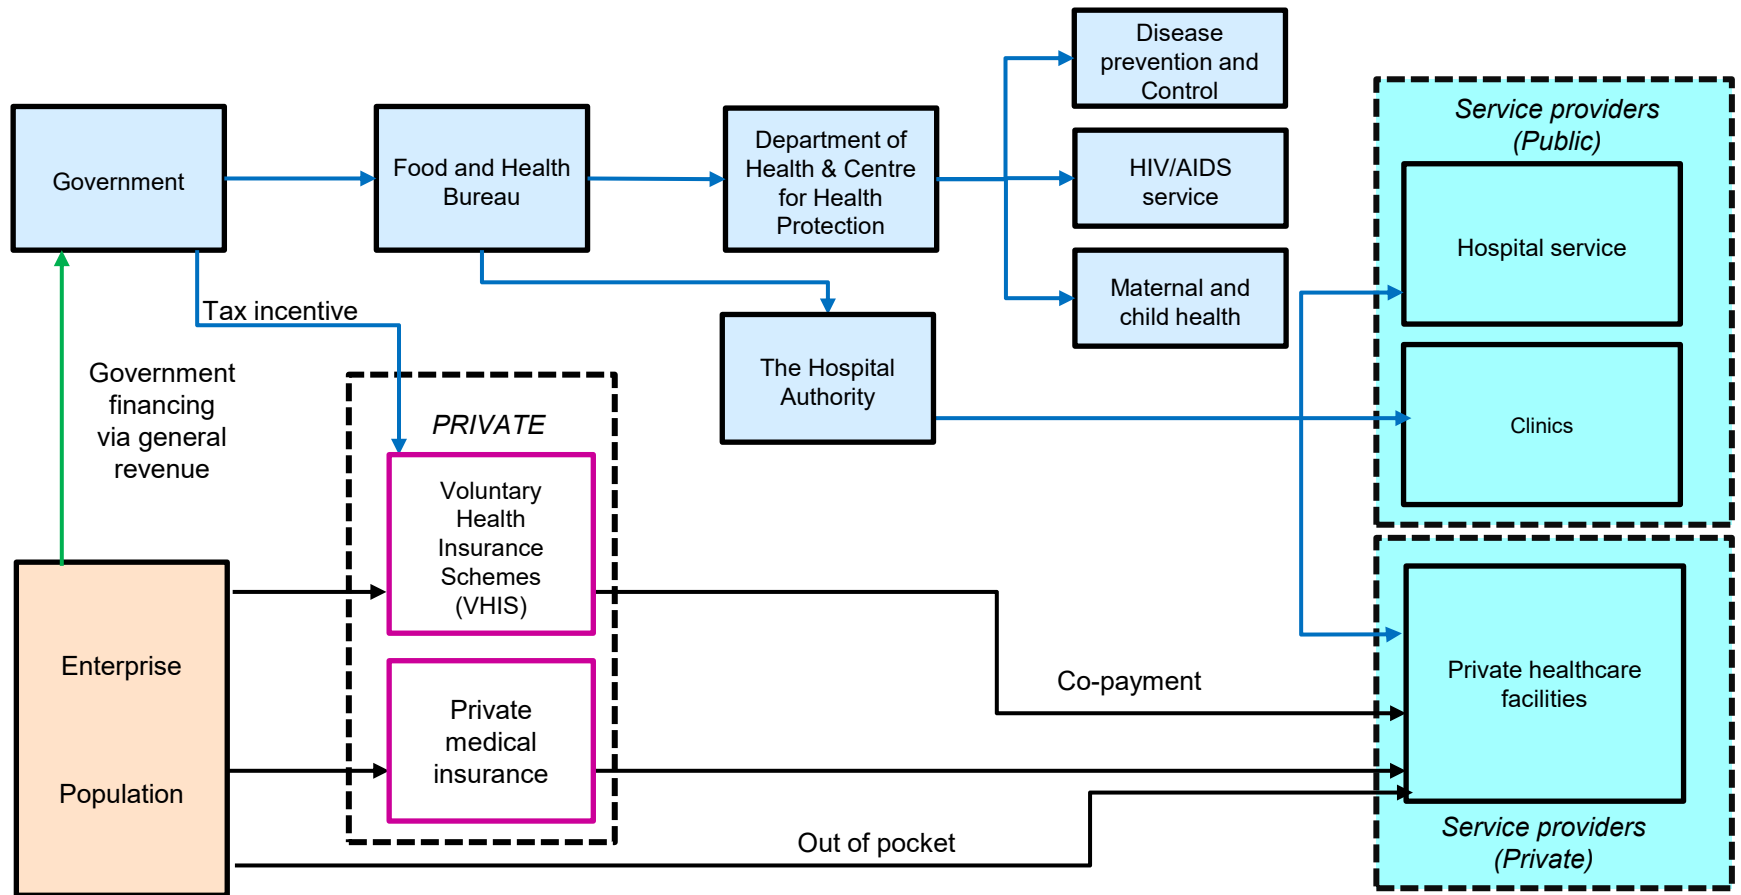 Government
Food and Health
Bureau
Department of
Health & Centre
for Health
Protection
Disease
prevention and
Control
HIV/AIDS
service
Maternal and
child health
Service providers
(Public)
Hospital service
Clinics
Tax incentive
The Hospital
Authority
Government
financing
via general
revenue
PRIVATE
Voluntary
Health
Insurance
Schemes
(VHIS)
Private
medical
insurance
Enterprise
Population
Co-payment
Out of pocket
Private healthcare
facilities
Service providers
(Private)